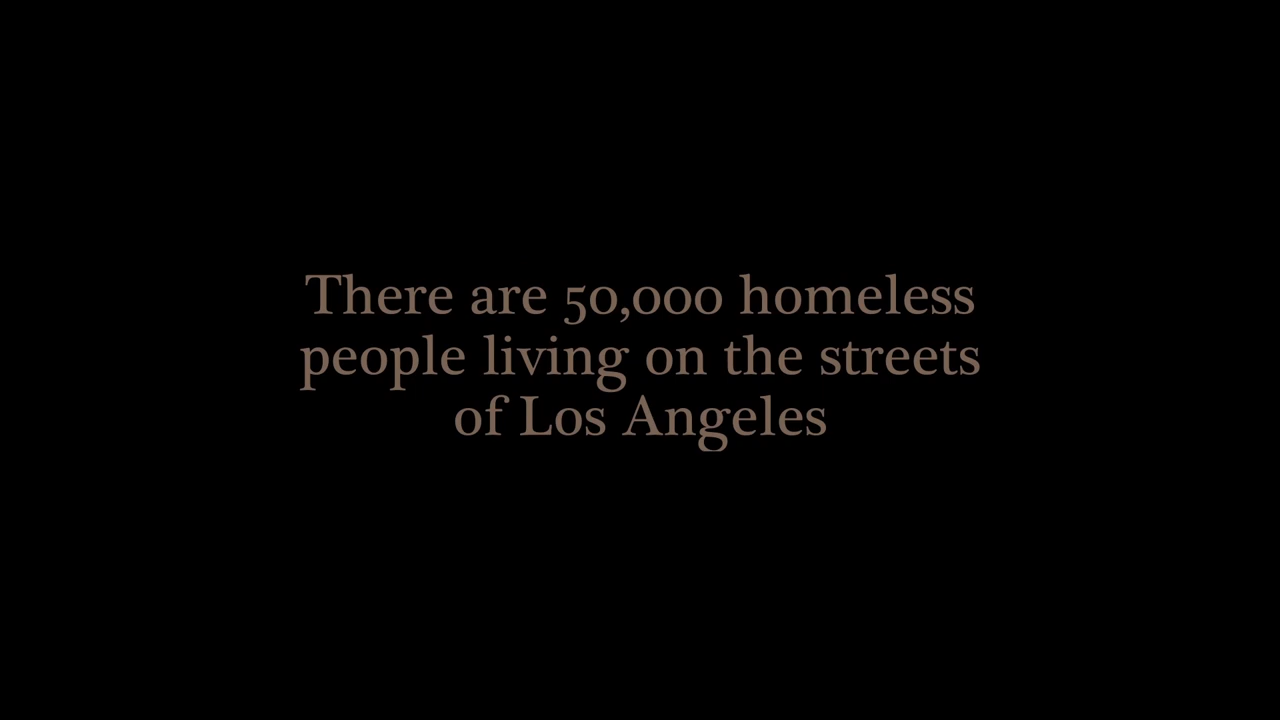 There are 50,000 homeless
people living on the streets
of Los Angeles